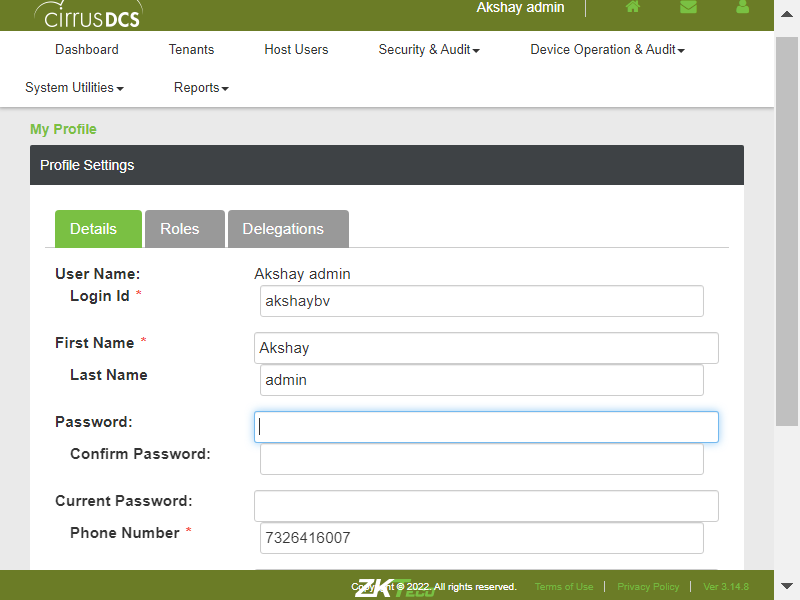 cirrusDCS
Akshay admin
Dashboard Tenants Host Users Security & Audit Device Operation & Audit
System Utilities Reports
My Profile
Profile Settings
Details Roles Delegations
User Name: Akshay admin
Login Id * akshaybv
First Name * Akshay
Last Name admin
Password:
Confirm Password:
Current Password:
Phone Number * 7326416007
ZKTeco
Copyright © 2022. All rights reserved. Terms of Use | Privacy Policy | Ver 3.14.8